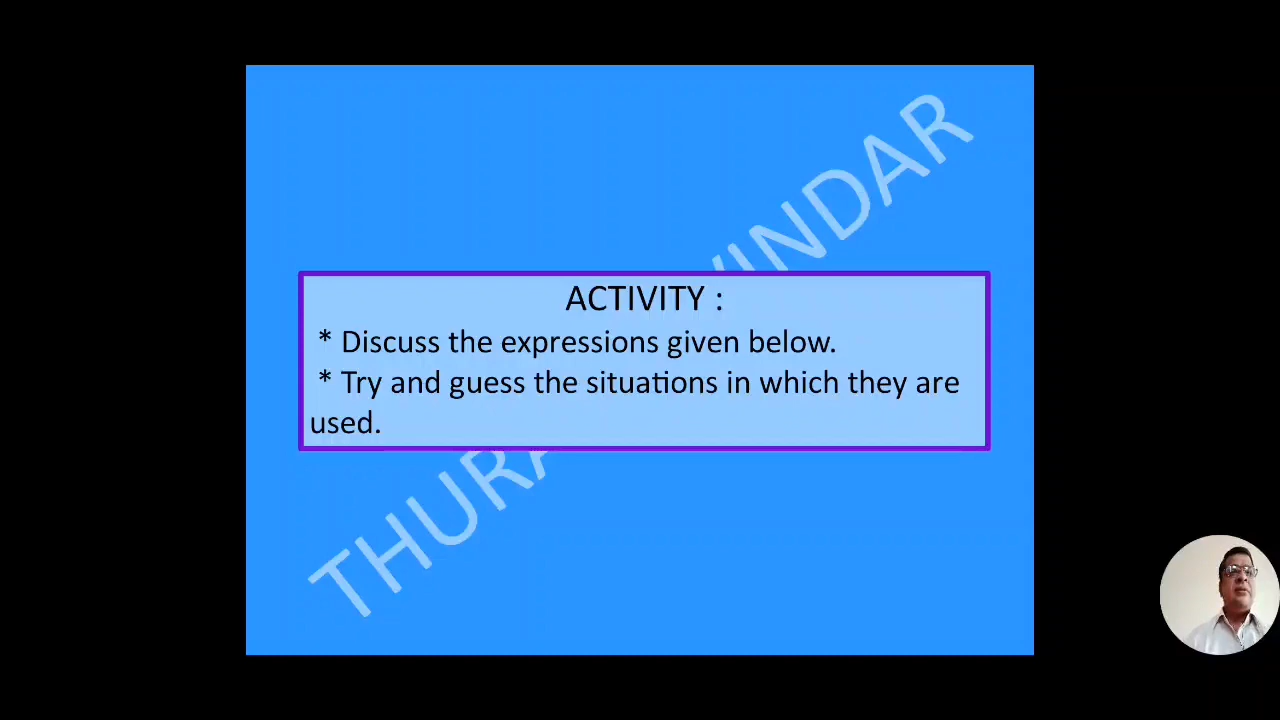 ACTIVITY :
* Discuss the expressions given below.
* Try and guess the situations in which they are
used.